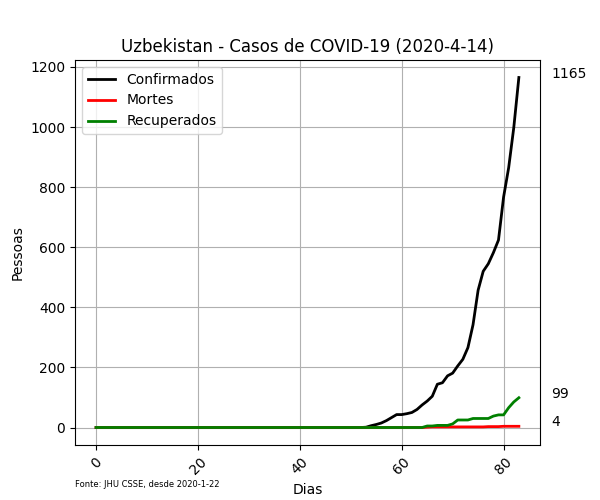 Uzbekistan - Casos de COVID-19 (2020-4-14)
Confirmados
Mortes
Recuperados
1200
1000
800
600
400
200
0
Pessoas
1165
99
4
0
20
40
60
80
Dias
Fonte: JHU CSSE, desde 2020-1-22